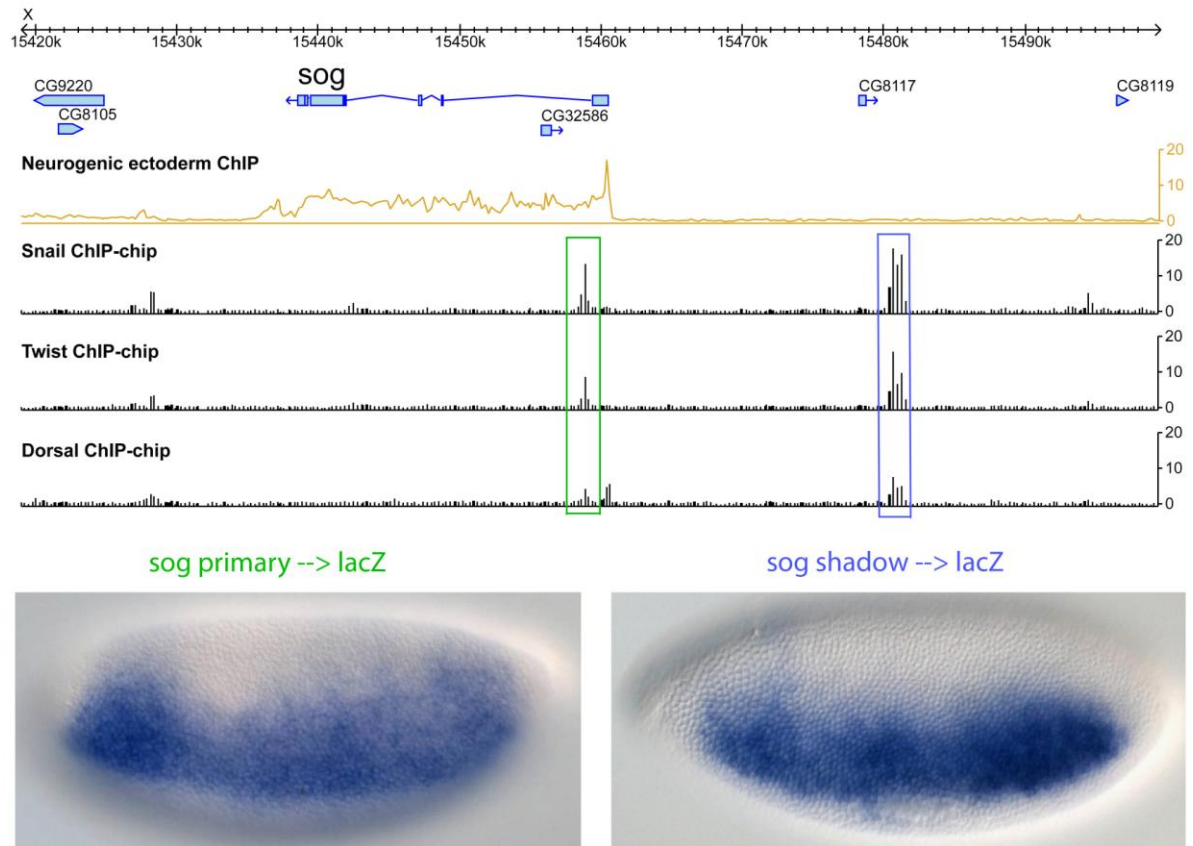 X
15420k 15430k 15440k 15450k 15460k 15470k 15480k 15490k
sog
CG9220 CG8117 CG8119
CG8105 CG32586
Neurogenic ectoderm ChIP
20
10
0
Snail ChIP-chip
20
10
0
Twist ChIP-chip
20
10
0
Dorsal ChIP-chip
20
10
0
sog primary --> lacZ sog shadow --> lacZ